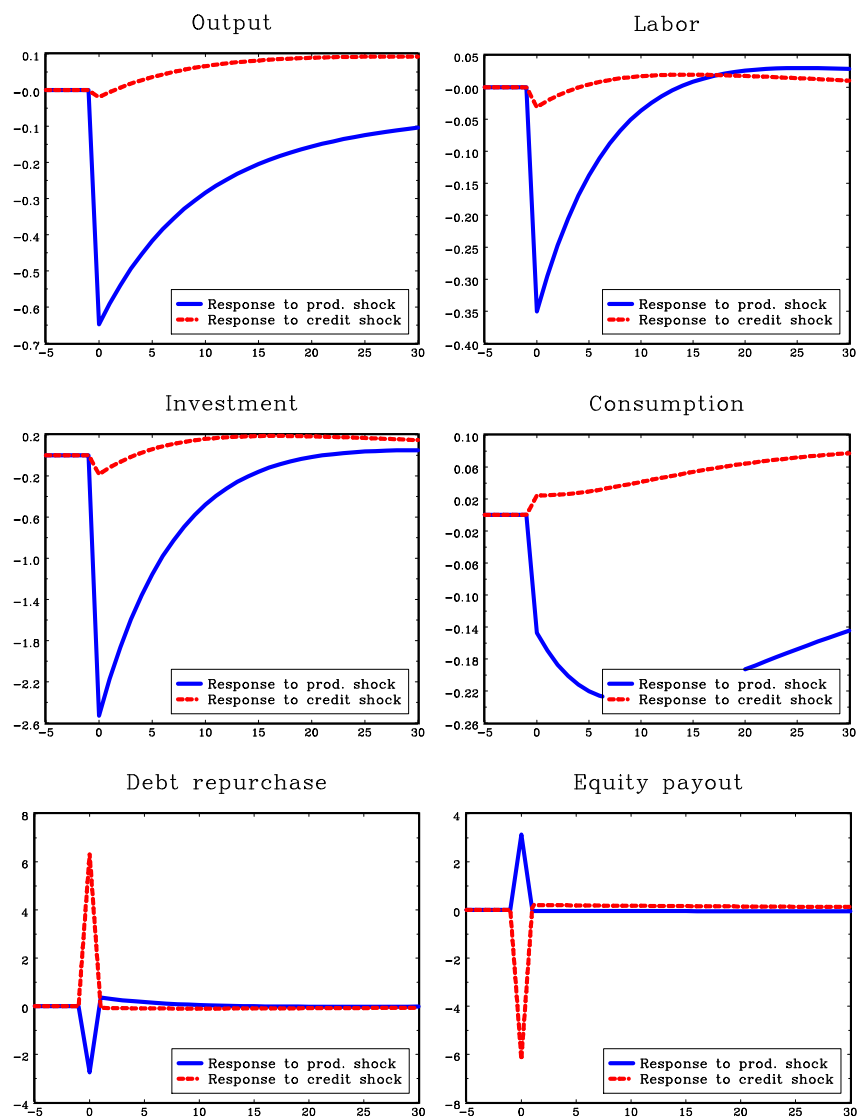 Output
Labor
0.1
-0.0
-0.1
-0.2
-0.3
-0.4
-0.5
-0.6
-0.7
-5 0 5 10 15 20 25 30
Response to prod. shock
Response to credit shock
0.05
-0.00
-0.05
-0.10
-0.15
-0.20
-0.25
-0.30
-0.35
-0.40
-5 0 5 10 15 20 25 30
Response to prod. shock
Response to credit shock
Investment
Consumption
0.2
-0.2
-0.6
-1.0
-1.4
-1.8
-2.2
-2.6
-5 0 5 10 15 20 25 30
Response to prod. shock
Response to credit shock
0.10
0.06
0.02
-0.02
-0.06
-0.10
-0.14
-0.18
-0.22
-0.26
-5 0 5 10 15 20 25 30
Response to prod. shock
Response to credit shock
Debt repurchase
Equity payout
8
6
4
2
0
-2
-4
-5 0 5 10 15 20 25 30
Response to prod. shock
Response to credit shock
4
2
0
-2
-4
-6
-8
-5 0 5 10 15 20 25 30
Response to prod. shock
Response to credit shock